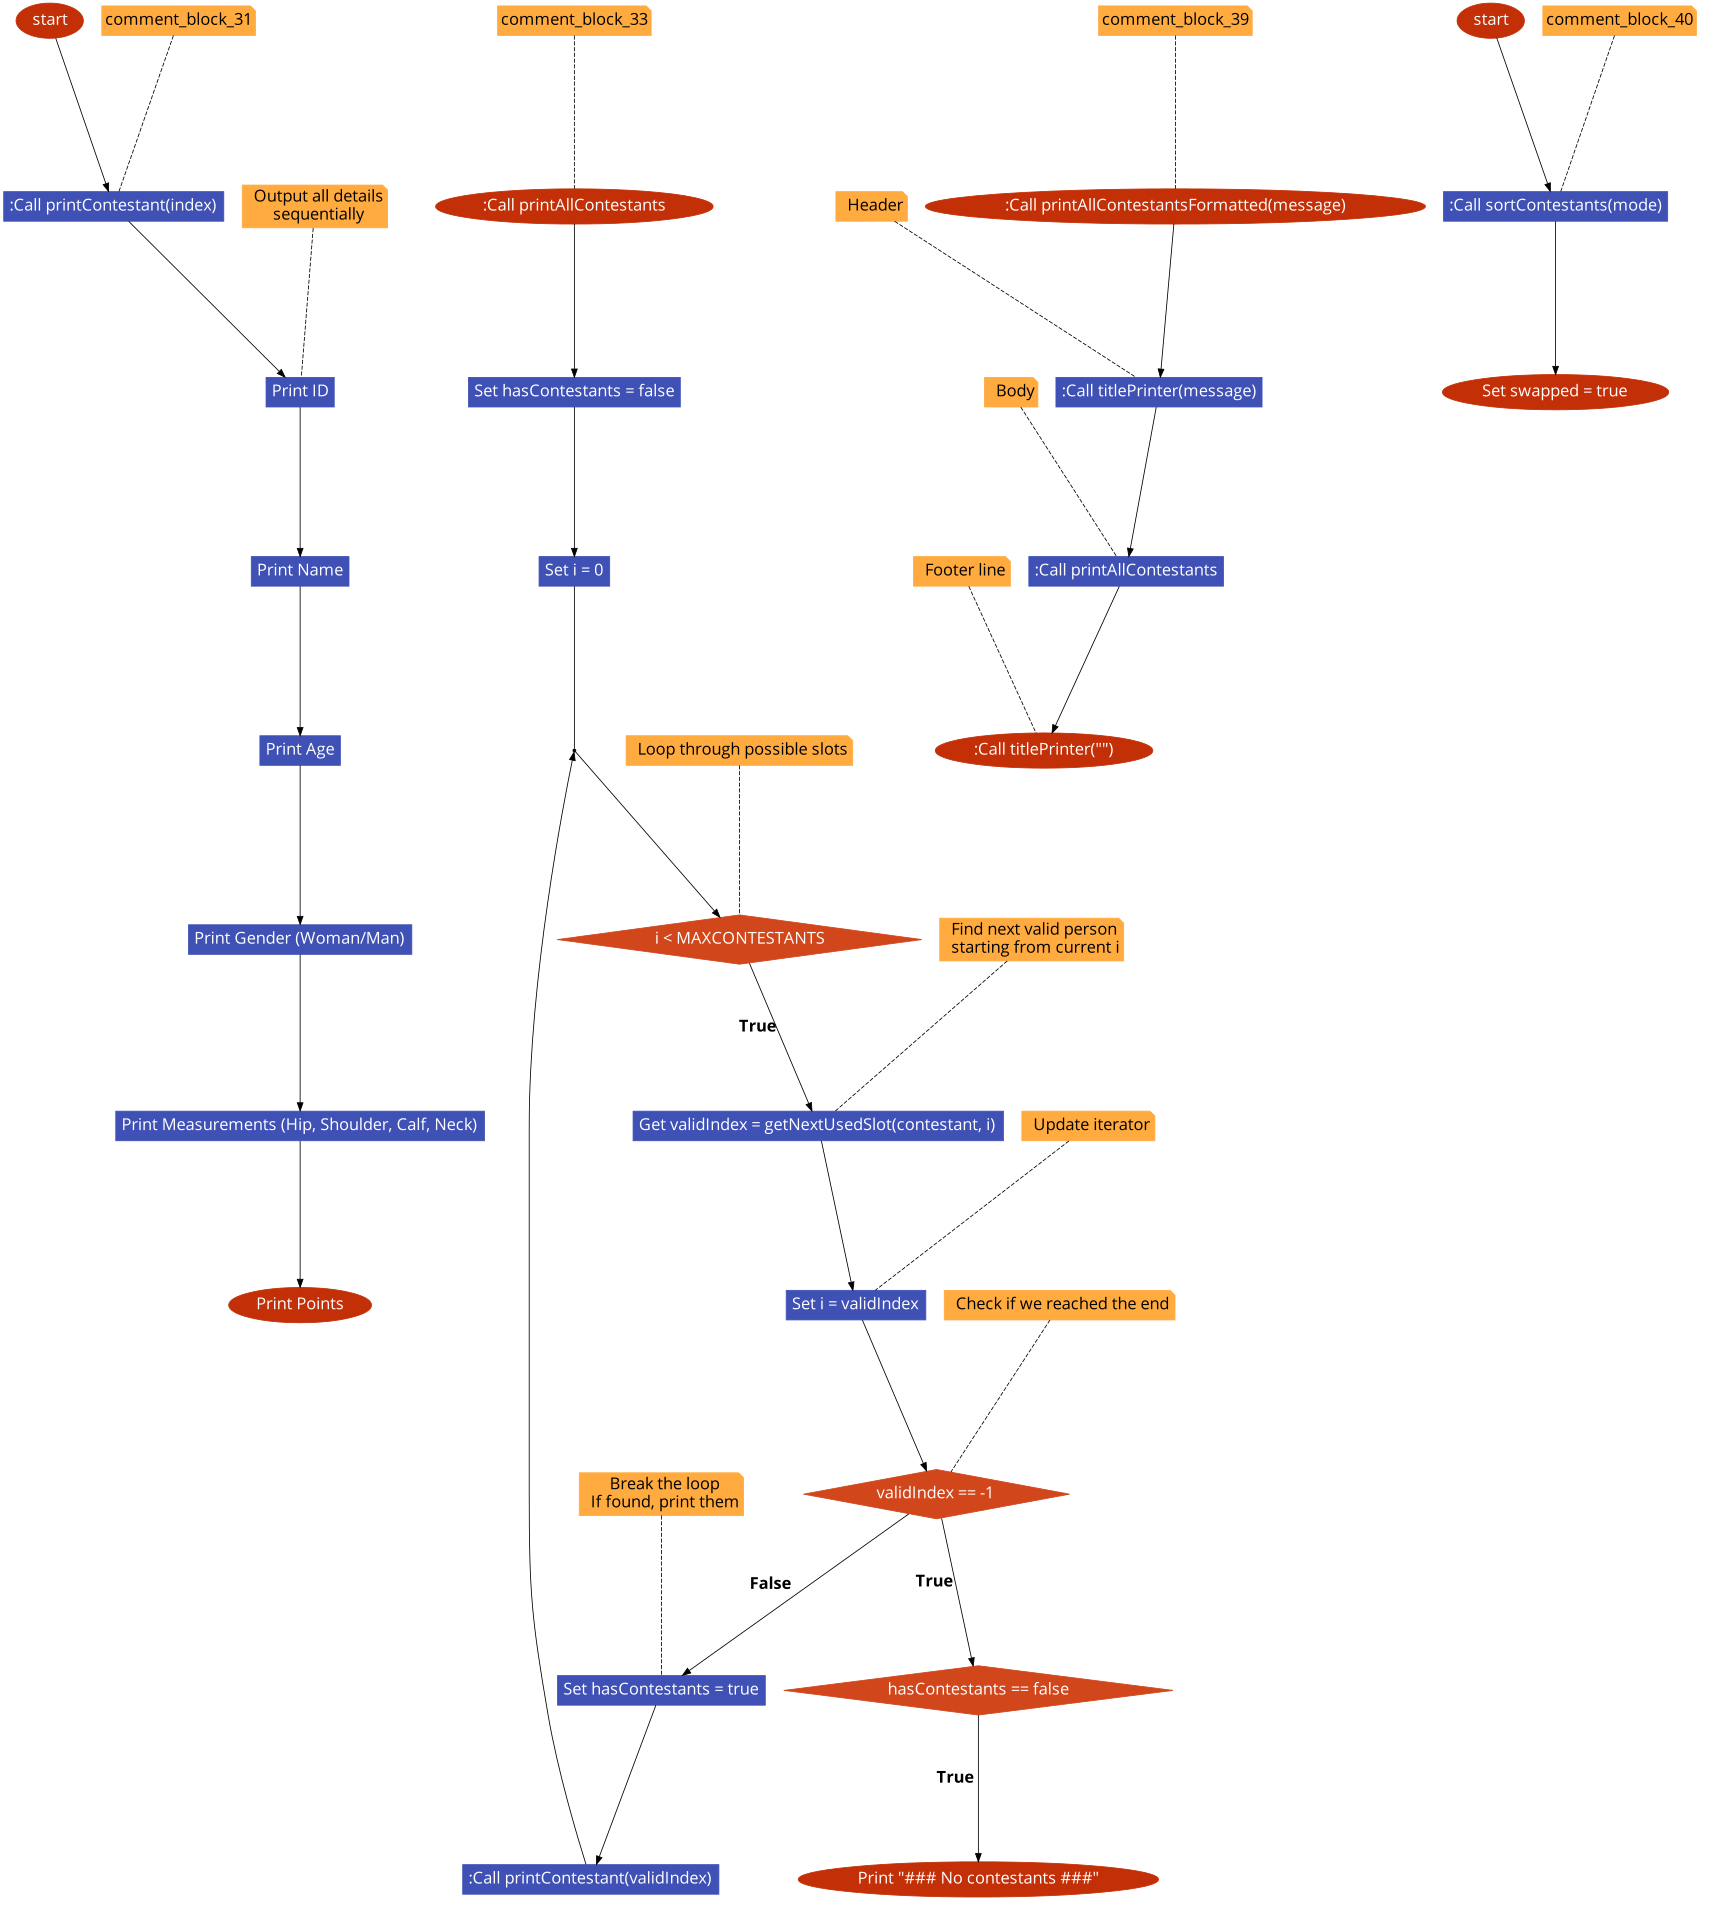 start
comment_block_31
comment_block_33
comment_block_39
start
comment_block_40
:Call printContestant(index)
Output all details
sequentially
:Call printAllContestants
Header
:Call printAllContestantsFormatted(message)
:Call sortContestants(mode)
Print ID
Set hasContestants = false
Body
:Call titlePrinter(message)
Set swapped = true
Print Name
Set i = 0
Footer line
:Call printAllContestants
Print Age
Loop through possible slots
:Call titlePrinter("")
Print Gender (Woman/Man)
i < MAXCONTESTANTS
Find next valid person
starting from current i
True
Print Measurements (Hip, Shoulder, Calf, Neck)
Get validIndex = getNextUsedSlot(contestant, i)
Update iterator
Print Points
Set i = validIndex
Check if we reached the end
Break the loop
If found, print them
validIndex == -1
False
True
Set hasContestants = true
hasContestants == false
True
:Call printContestant(validIndex)
Print "### No contestants ###"